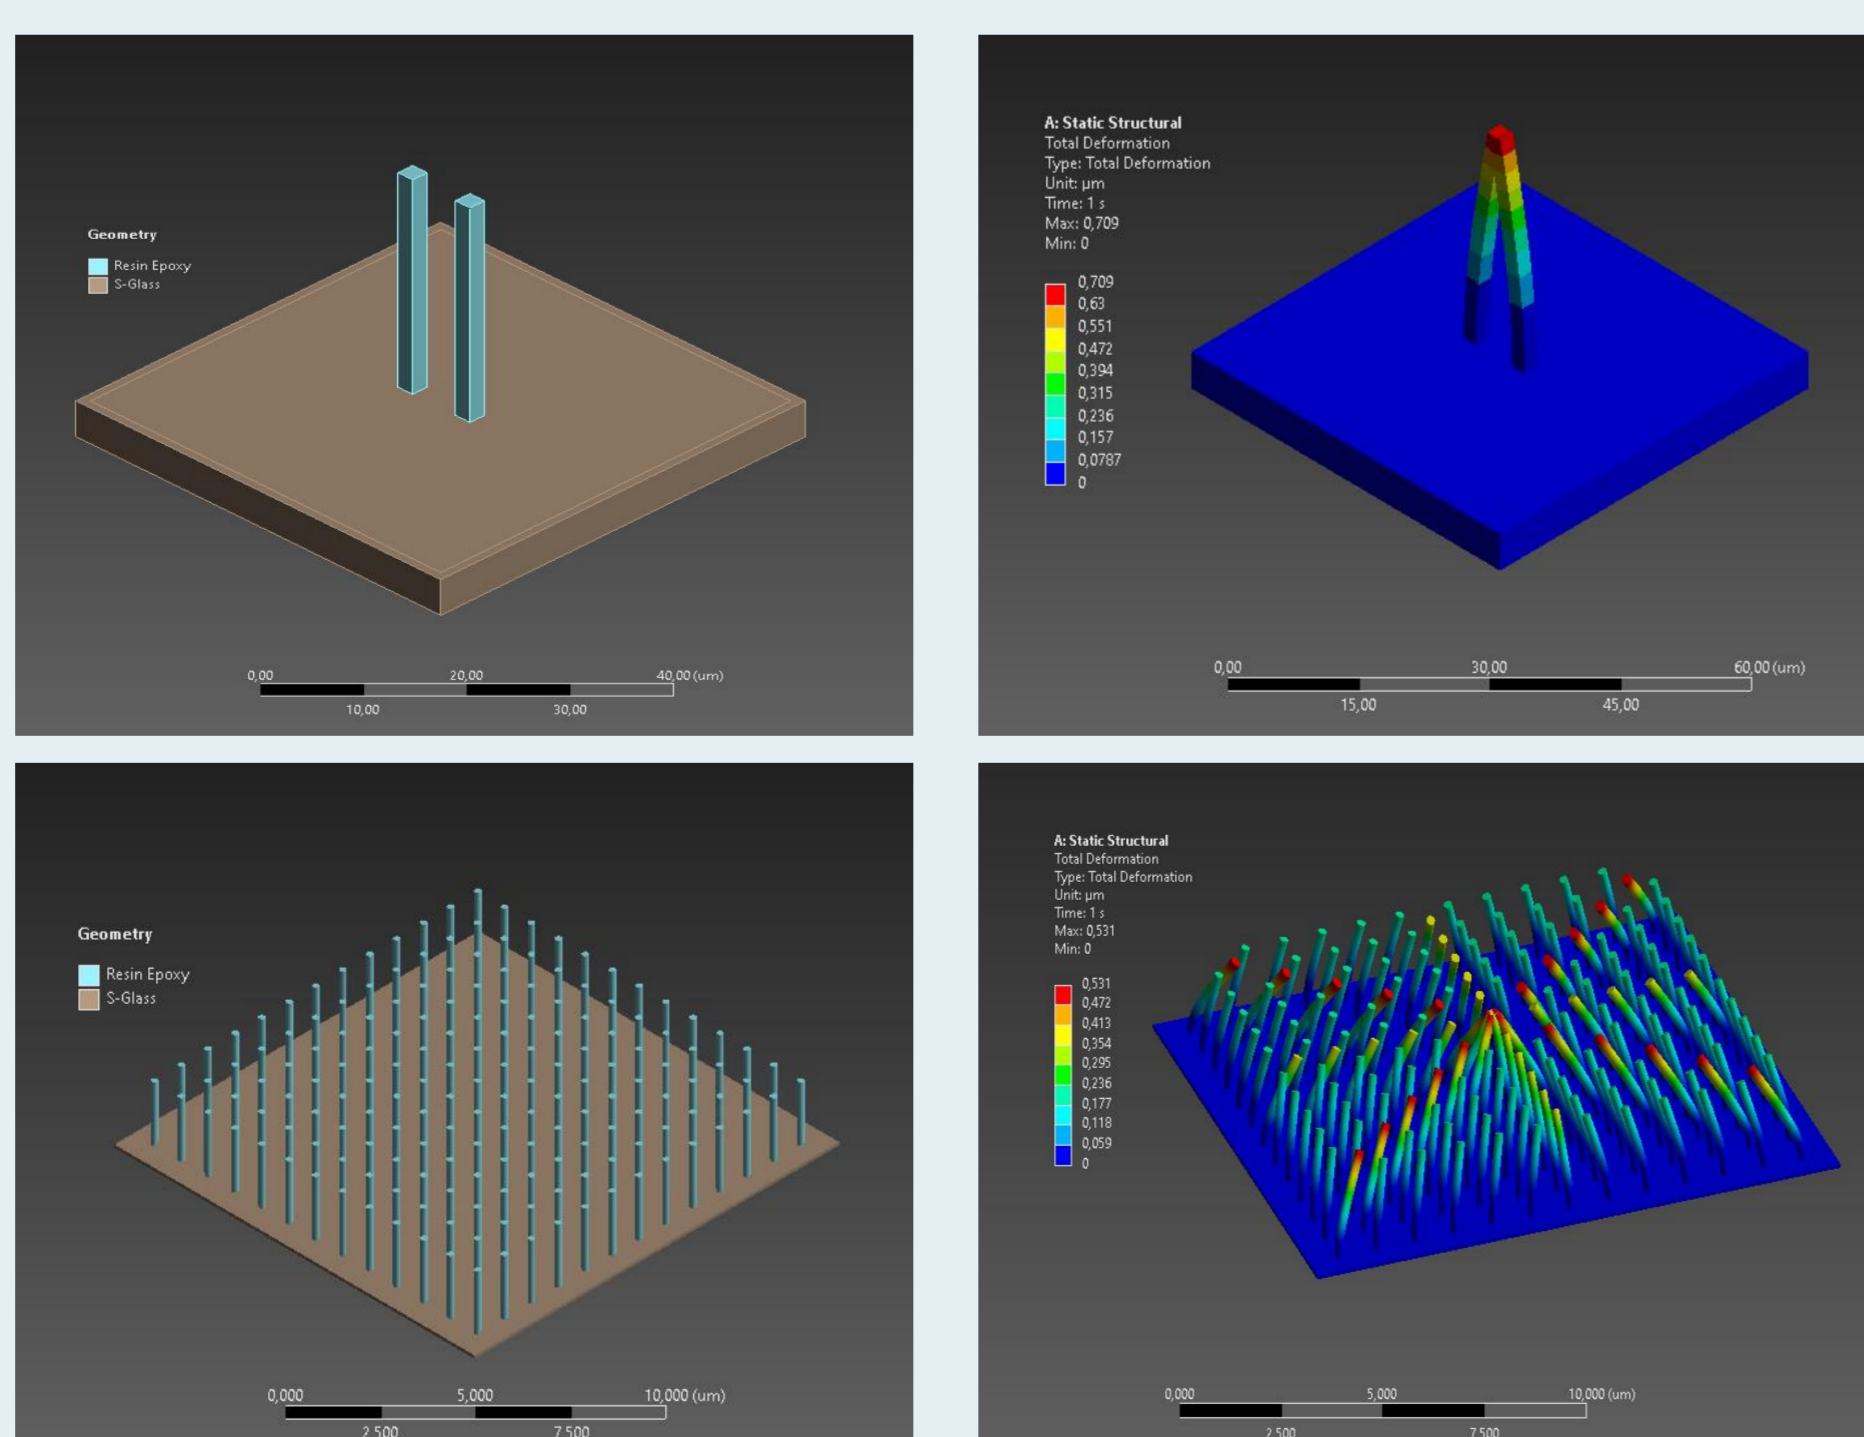 Geometry
Resin Epoxy
S-Glass
0,00
20,00
40,00 (um)
10,00
30,00
A: Static Structural
Total Deformation
Type: Total Deformation
Unit: µm
Time: 1 s
Max: 0,709
Min: 0
0,709
0,63
0,551
0,472
0,394
0,315
0,236
0,157
0,0787
0
0,00
30,00
60,00 (um)
15,00
45,00
Geometry
Resin Epoxy
S-Glass
0,000
5,000
10,000 (um)
2,500
7,500
A: Static Structural
Total Deformation
Type: Total Deformation
Unit: µm
Time: 1 s
Max: 0,531
Min: 0
0,531
0,472
0,413
0,354
0,295
0,236
0,177
0,118
0,059
0
0,000
5,000
10,000 (um)
2,500
7,500